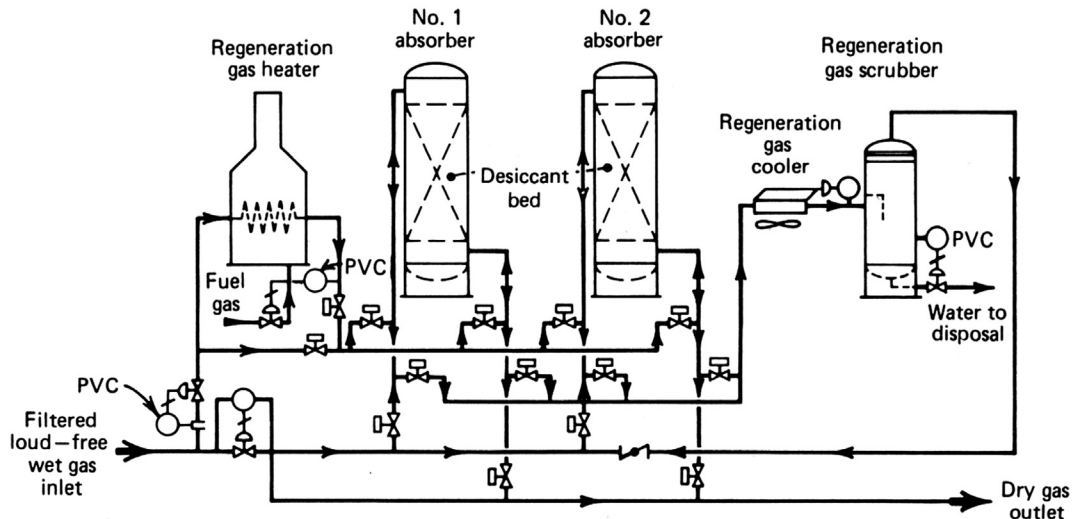 No. 1
absorber
No. 2
absorber
Regeneration
gas heater
Regeneration
gas scrubber
Regeneration
gas
cooler
Desiccant
bed
PVC
Fuel
gas
PVC
Water to
disposal
PVC
Filtered
loud–free
wet gas
inlet
Dry gas
outlet